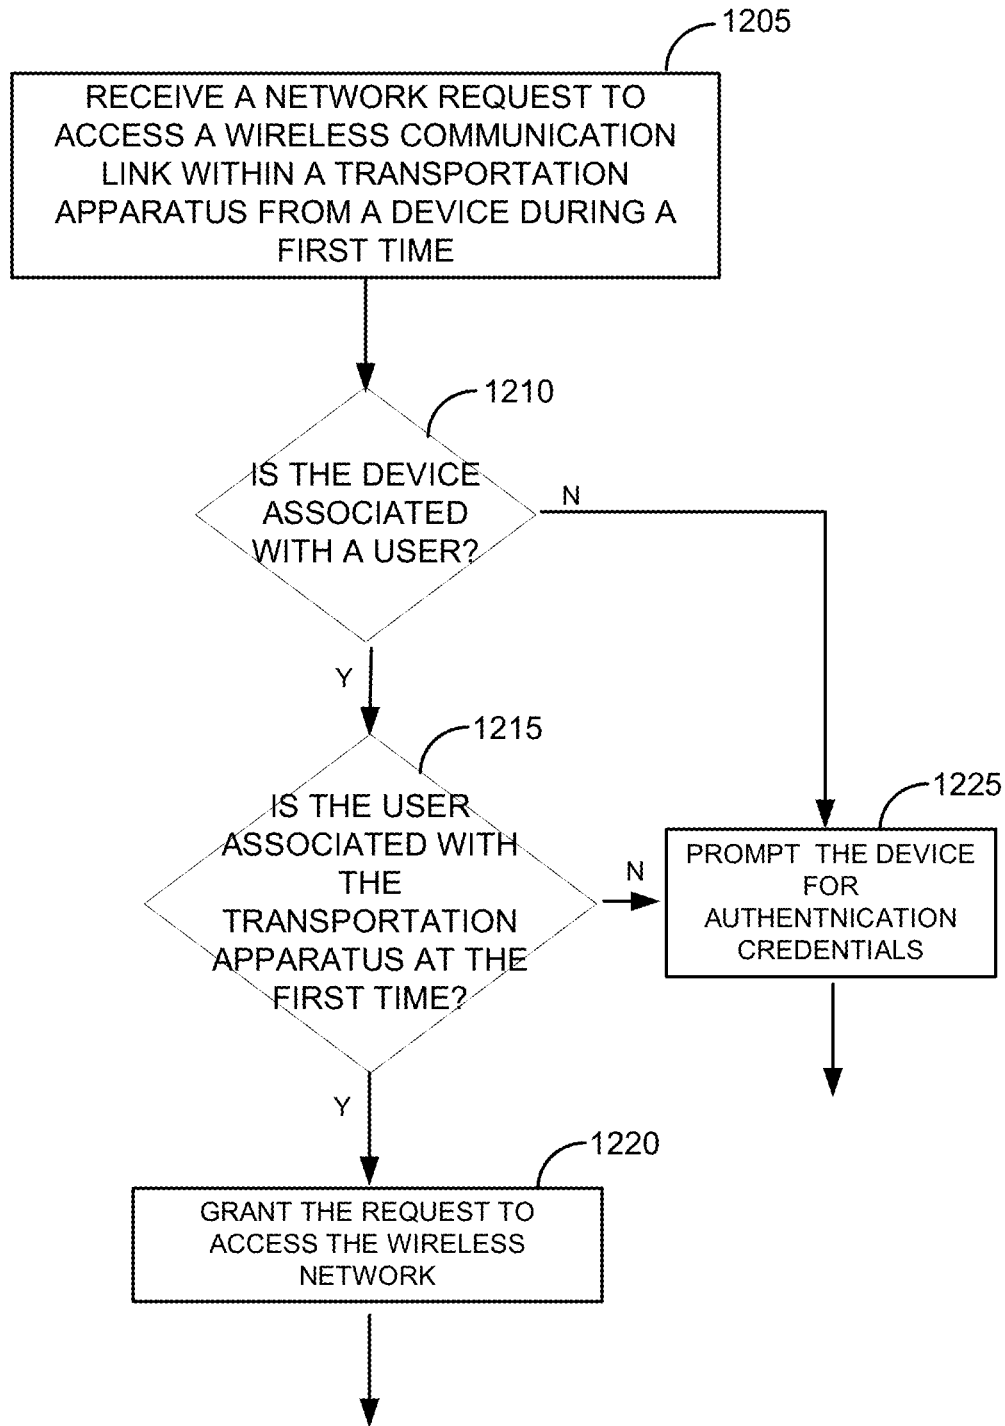 1205
RECEIVE A NETWORK REQUEST TO
ACCESS A WIRELESS COMMUNICATION
LINK WITHIN A TRANSPORTATION
APPARATUS FROM A DEVICE DURING A
FIRST TIME
1210
IS THE DEVICE
ASSOCIATED
WITH A USER?
N
Y
1215
IS THE USER
ASSOCIATED WITH
THE
TRANSPORTATION
APPARATUS AT THE
FIRST TIME?
N
1225
PROMPT THE DEVICE
FOR
AUTHENTNICATION
CREDENTIALS
Y
1220
GRANT THE REQUEST TO
ACCESS THE WIRELESS
NETWORK